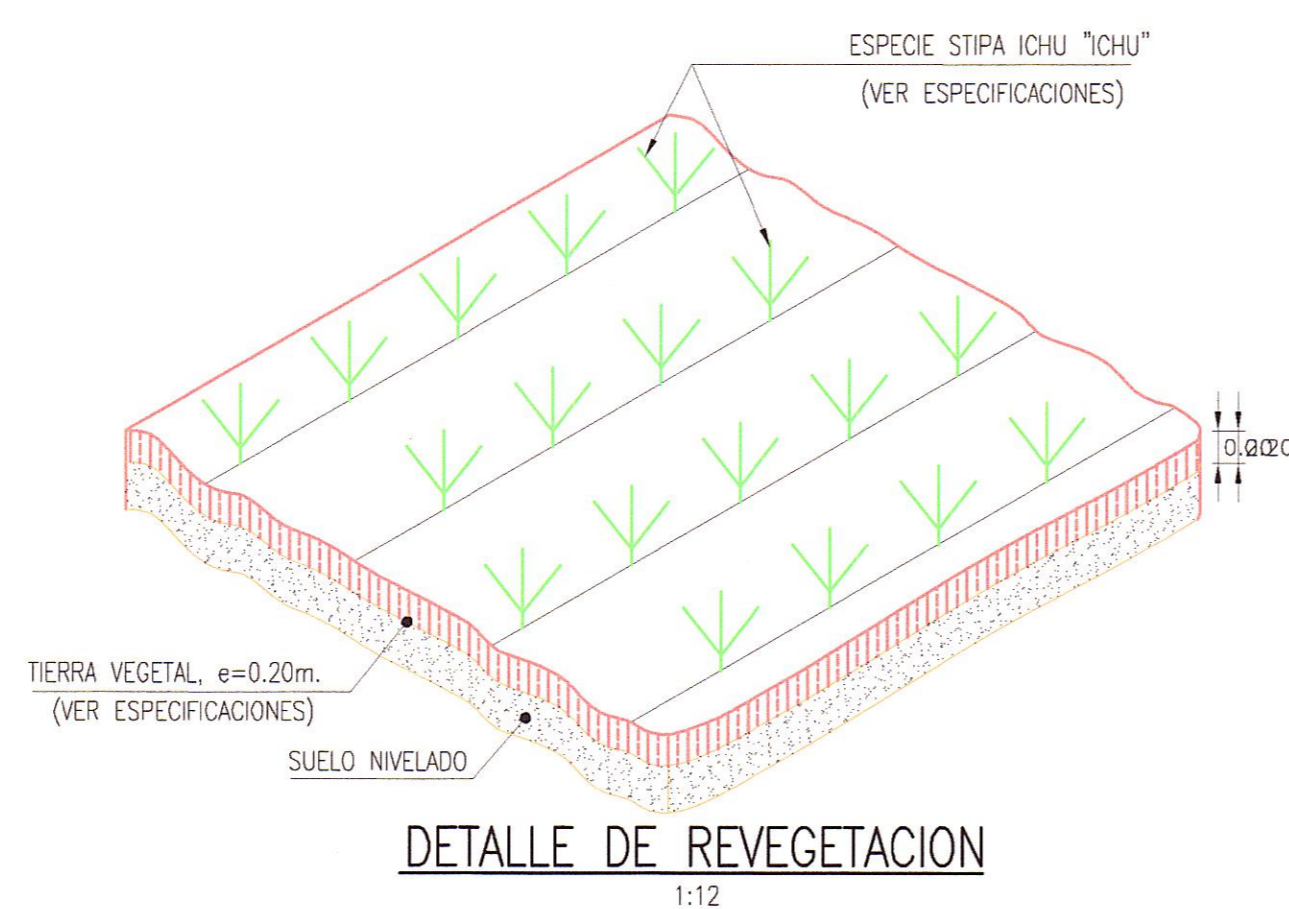 ESPECIE STIPA ICHU "ICHU"
(VER ESPECIFICACIONES)
TIERRA VEGETAL, e=0.20m.
(VER ESPECIFICACIONES)
SUELO NIVELADO
DETALLE DE REVEGETACION
1:12